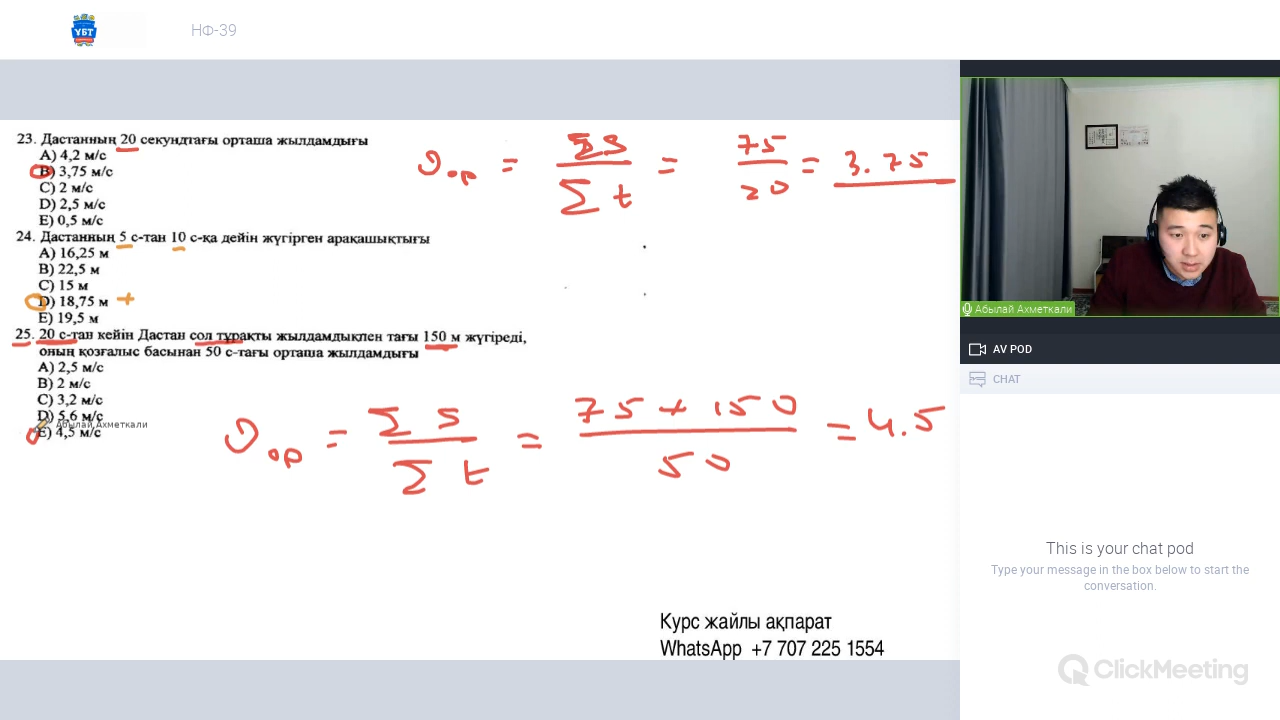 ҮБТ
НФ-39
23. Дастанның 20 секундтағы орташа жылдамдығы
A) 4,2 м/с
B) 3,75 м/с
C) 2 м/с
D) 2,5 м/с
E) 0,5 м/с
ϑор = ΣS / Σt = 75 / 20 = 3.75
24. Дастанның 5 с-тан 10 с-қа дейін жүгірген арақашықтығы
A) 16,25 м
B) 22,5 м
C) 15 м
D) 18,75 м +
E) 19,5 м
25. 20 с-тан кейін Дастан сол тұрақты жылдамдықпен тағы 150 м жүгіреді,
оның қозғалыс басынан 50 с-тағы орташа жылдамдығы
A) 2,5 м/с
B) 2 м/с
C) 3,2 м/с
D) 5,6 м/с
Абылай Ахметкали
E) 4,5 м/с
ϑор = ΣS / Σt = 75 + 150 / 50 = 4.5
Курс жайлы ақпарат
WhatsApp +7 707 225 1554
Абылай Ахметкали
AV POD
CHAT
This is your chat pod
Type your message in the box below to start the
conversation.
ClickMeeting